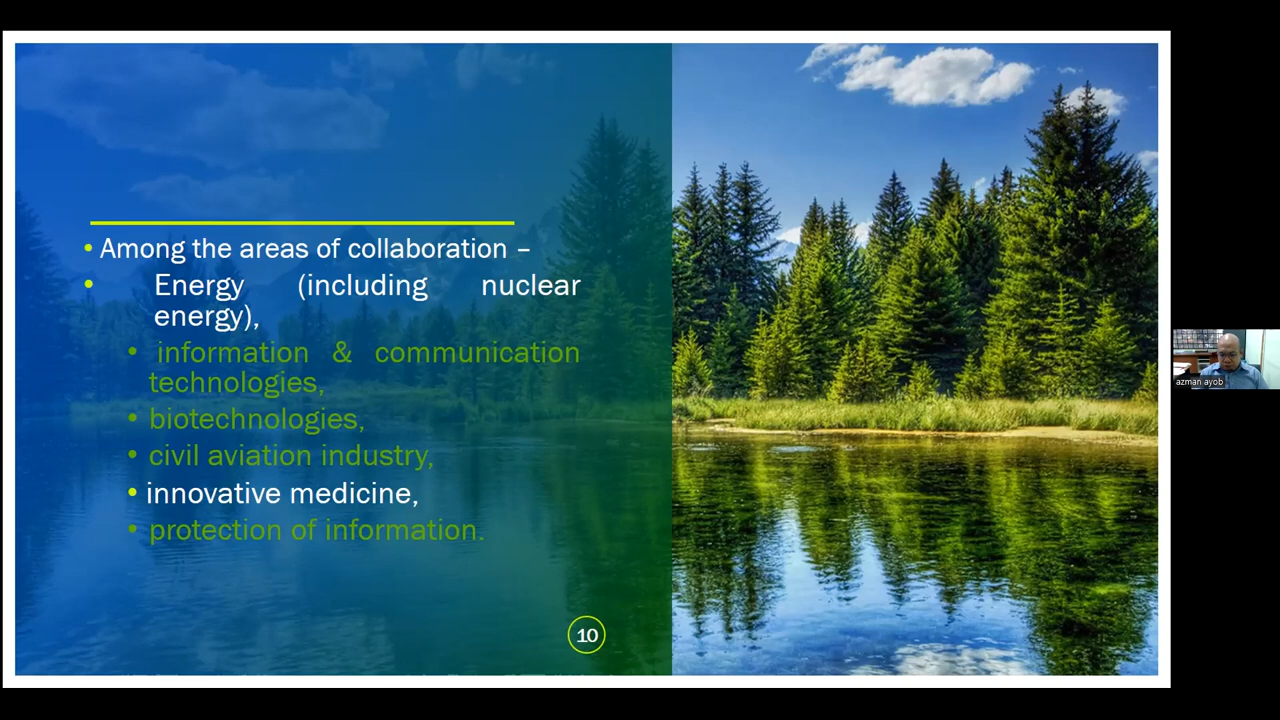 • Among the areas of collaboration –
• Energy (including nuclear
energy),
• information & communication
technologies,
• biotechnologies,
• civil aviation industry,
• innovative medicine,
• protection of information.
10
azman ayob